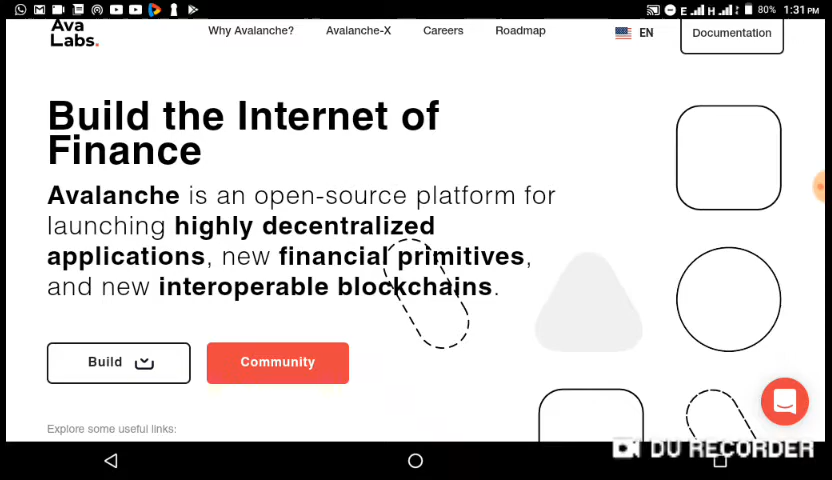 E H 80% 1:31 PM
Ava
Labs.
Why Avalanche? Avalanche-X Careers Roadmap EN Documentation
Build the Internet of
Finance
Avalanche is an open-source platform for
launching highly decentralized
applications, new financial primitives,
and new interoperable blockchains.
Build Community
Explore some useful links:
DU RECORDER